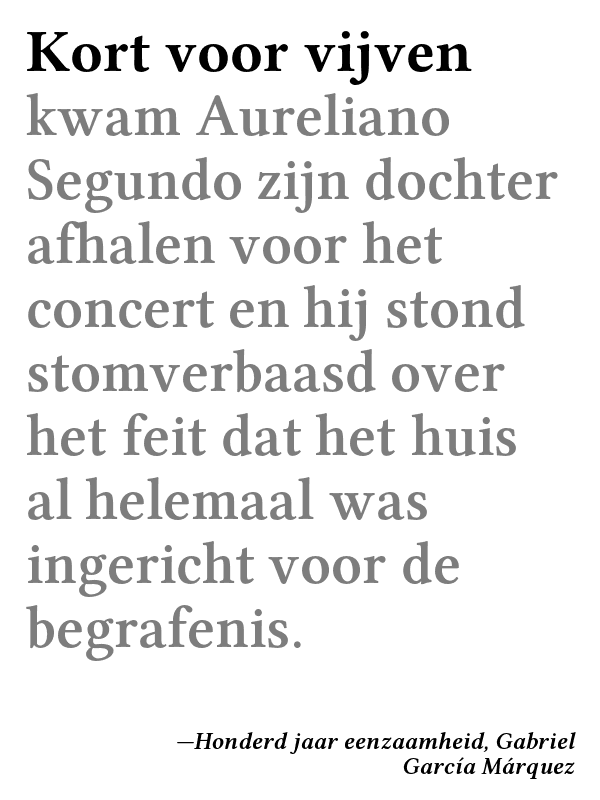 Kort voor vijven
kwam Aureliano
Segundo zijn dochter
afhalen voor het
concert en hij stond
stomverbaasd over
het feit dat het huis
al helemaal was
ingericht voor de
begrafenis.
—Honderd jaar eenzaamheid, Gabriel
García Márquez